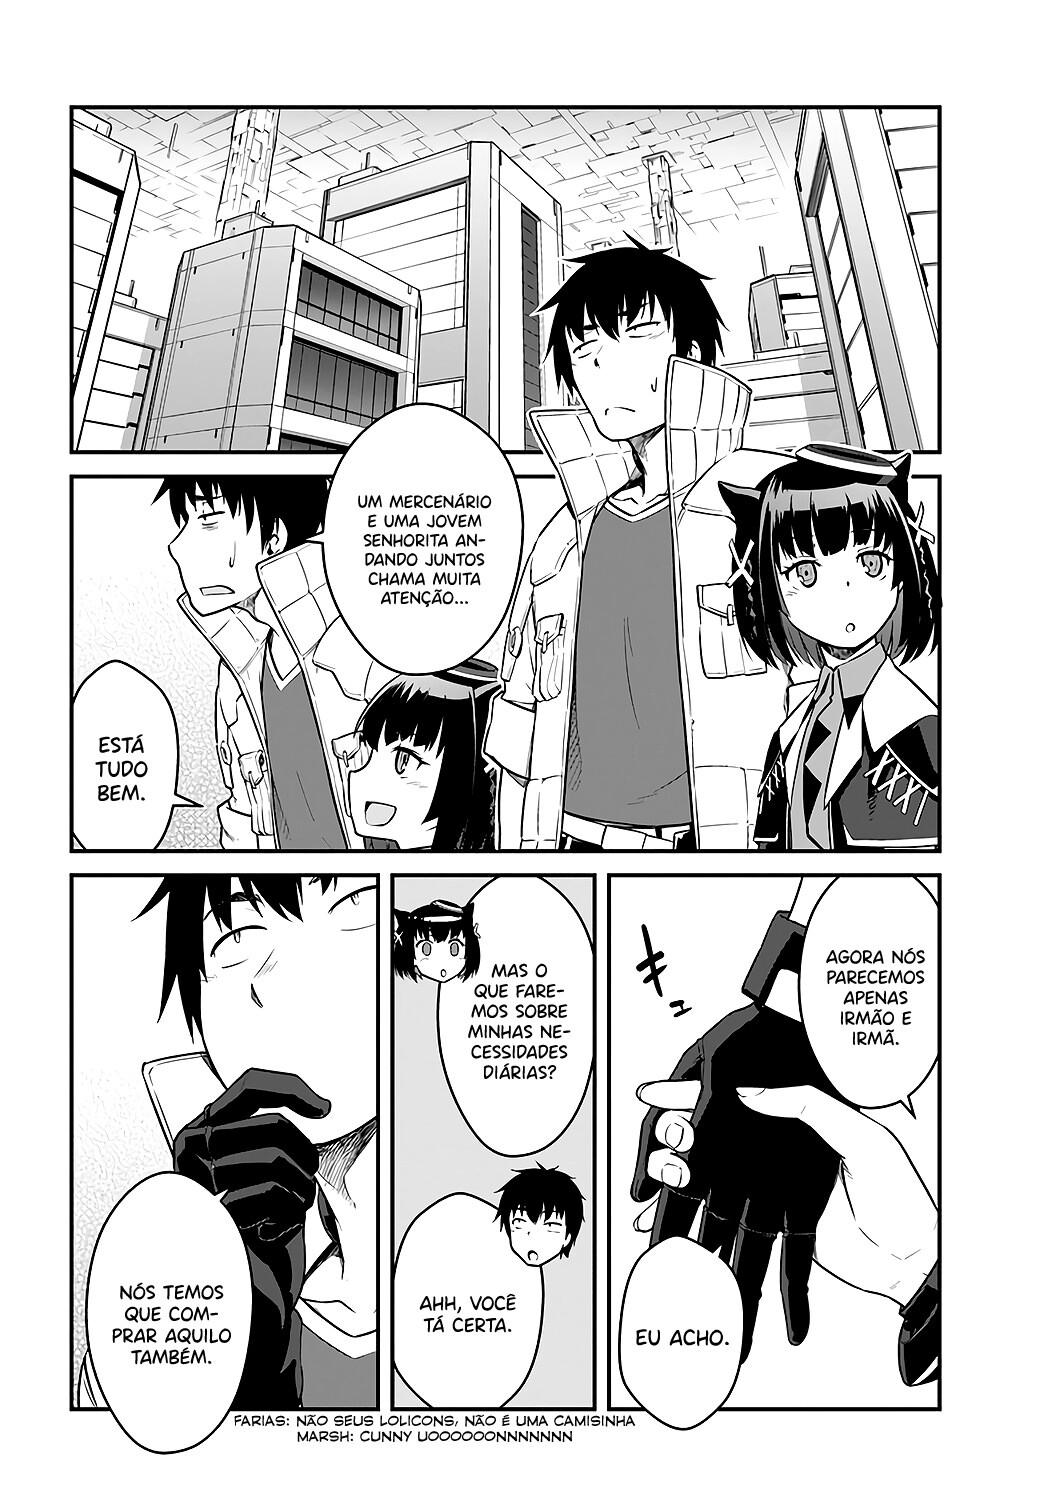 UM MERCENÁRIO
E UMA JOVEM
SENHORITA AN-
DANDO JUNTOS
CHAMA MUITA
ATENÇÃO...
ESTÁ
TUDO
BEM.
AGORA NÓS
PARECEMOS
APENAS
IRMÃO E
IRMÃ.
キュ
EU ACHO.
MAS O
QUE FARE-
MOS SOBRE
MINHAS NE-
CESSIDADES
DIÁRIAS?
AHH, VOCÊ
TÁ CERTA.
NÓS TEMOS
QUE COM-
PRAR AQUILO
TAMBÉM.
FARIAS: NÃO SEUS LOLICONS, NÃO É UMA CAMISINHA
MARSH: CUNNY UOOOOOONNNNNNN